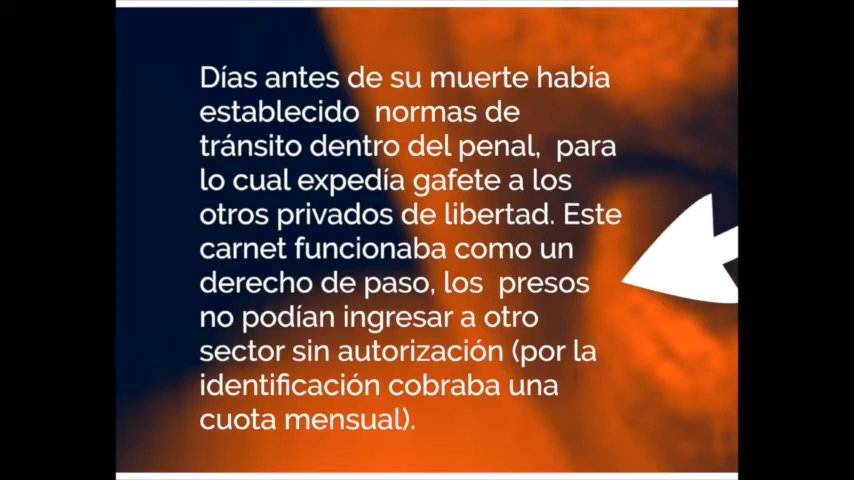 Días antes de su muerte había
establecido  normas de
tránsito dentro del penal,  para
lo cual expedía gafete a los
otros privados de libertad. Este
carnet funcionaba como un
derecho de paso, los  presos
no podían ingresar a otro
sector sin autorización (por la
identificación cobraba una
cuota mensual).